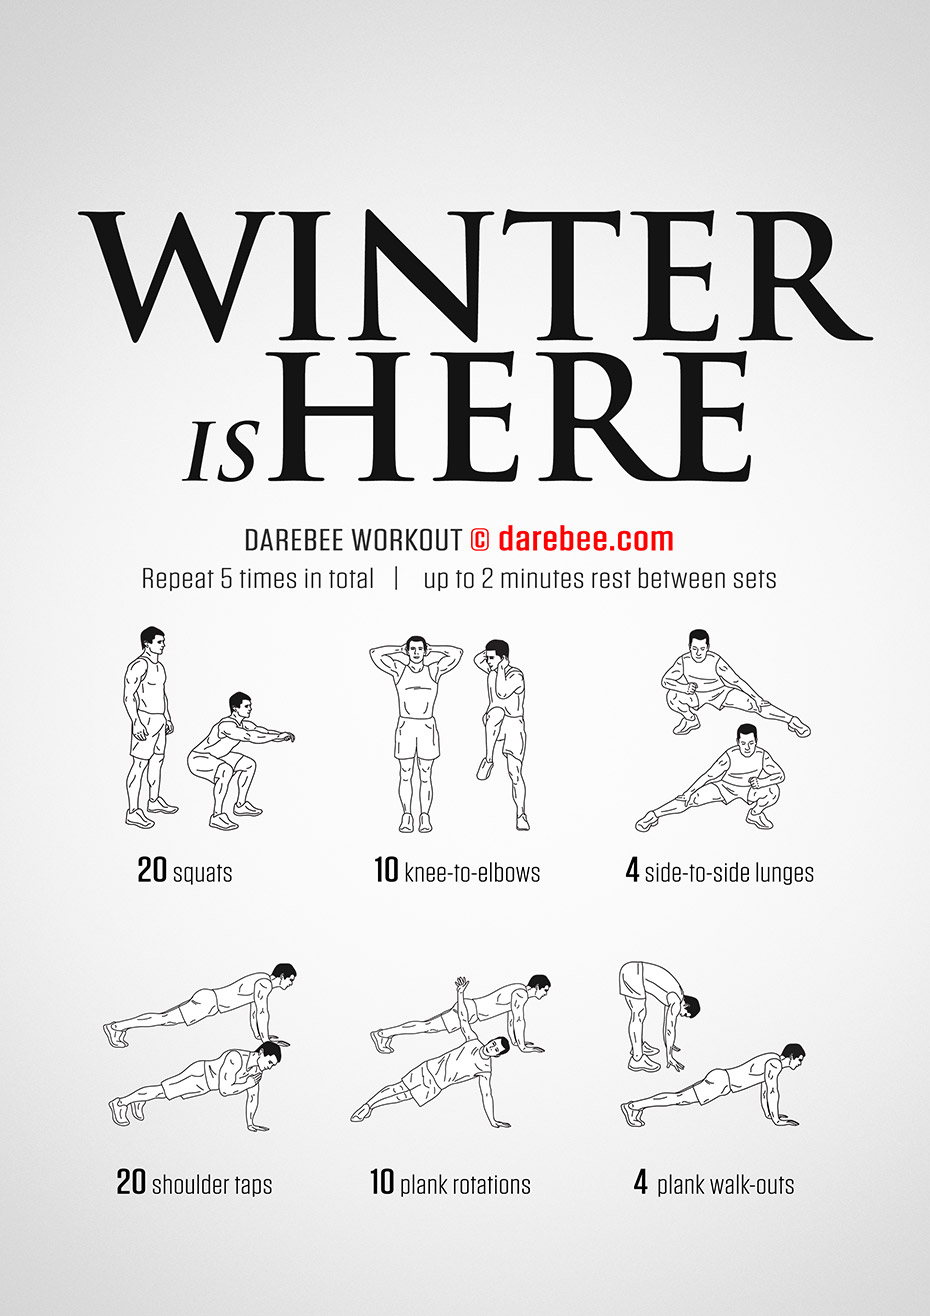 WINTER
IS HERE
DAREBEE WORKOUT © darebee.com
Repeat 5 times in total | up to 2 minutes rest between sets
20 squats
10 knee-to-elbows
4 side-to-side lunges
20 shoulder taps
10 plank rotations
4 plank walk-outs